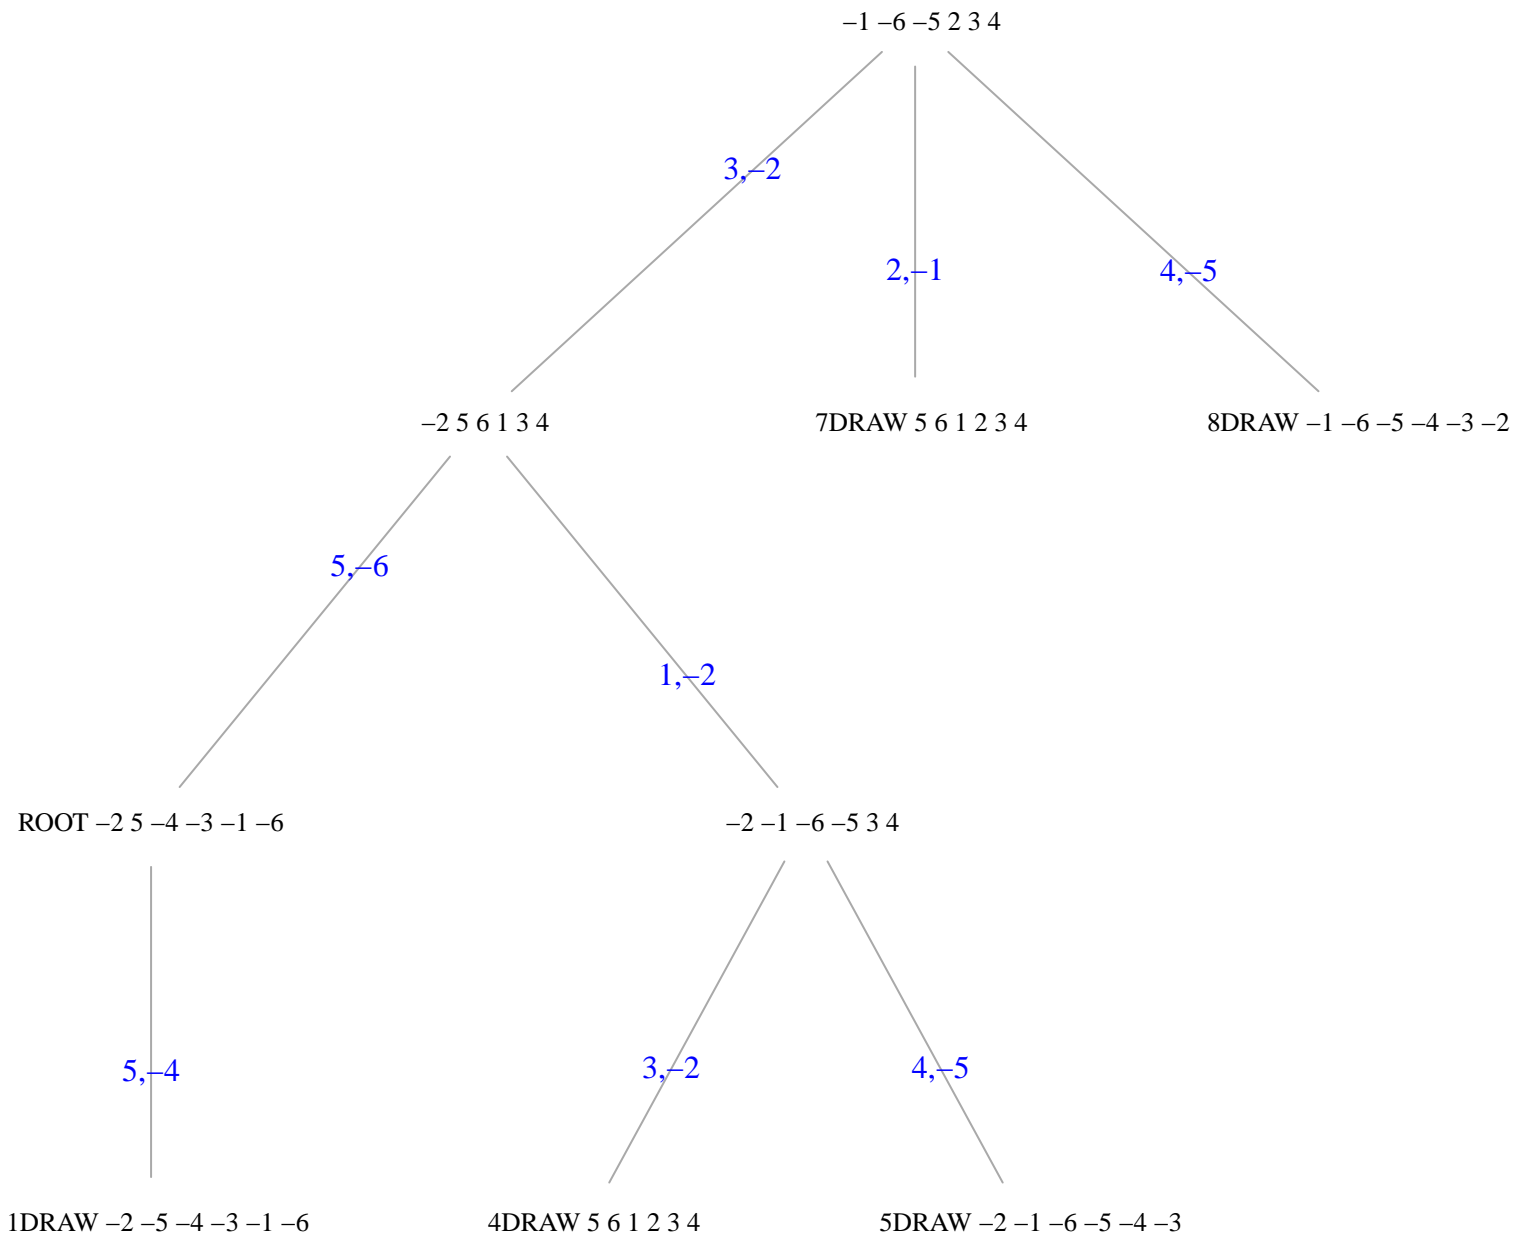 –1 –6 –5 2 3 4
3,–2
2,–1
4,–5
–2 5 6 1 3 4
7DRAW 5 6 1 2 3 4
8DRAW –1 –6 –5 –4 –3 –2
5,–6
1,–2
ROOT –2 5 –4 –3 –1 –6
–2 –1 –6 –5 3 4
5,–4
3,–2
4,–5
1DRAW –2 –5 –4 –3 –1 –6
4DRAW 5 6 1 2 3 4
5DRAW –2 –1 –6 –5 –4 –3